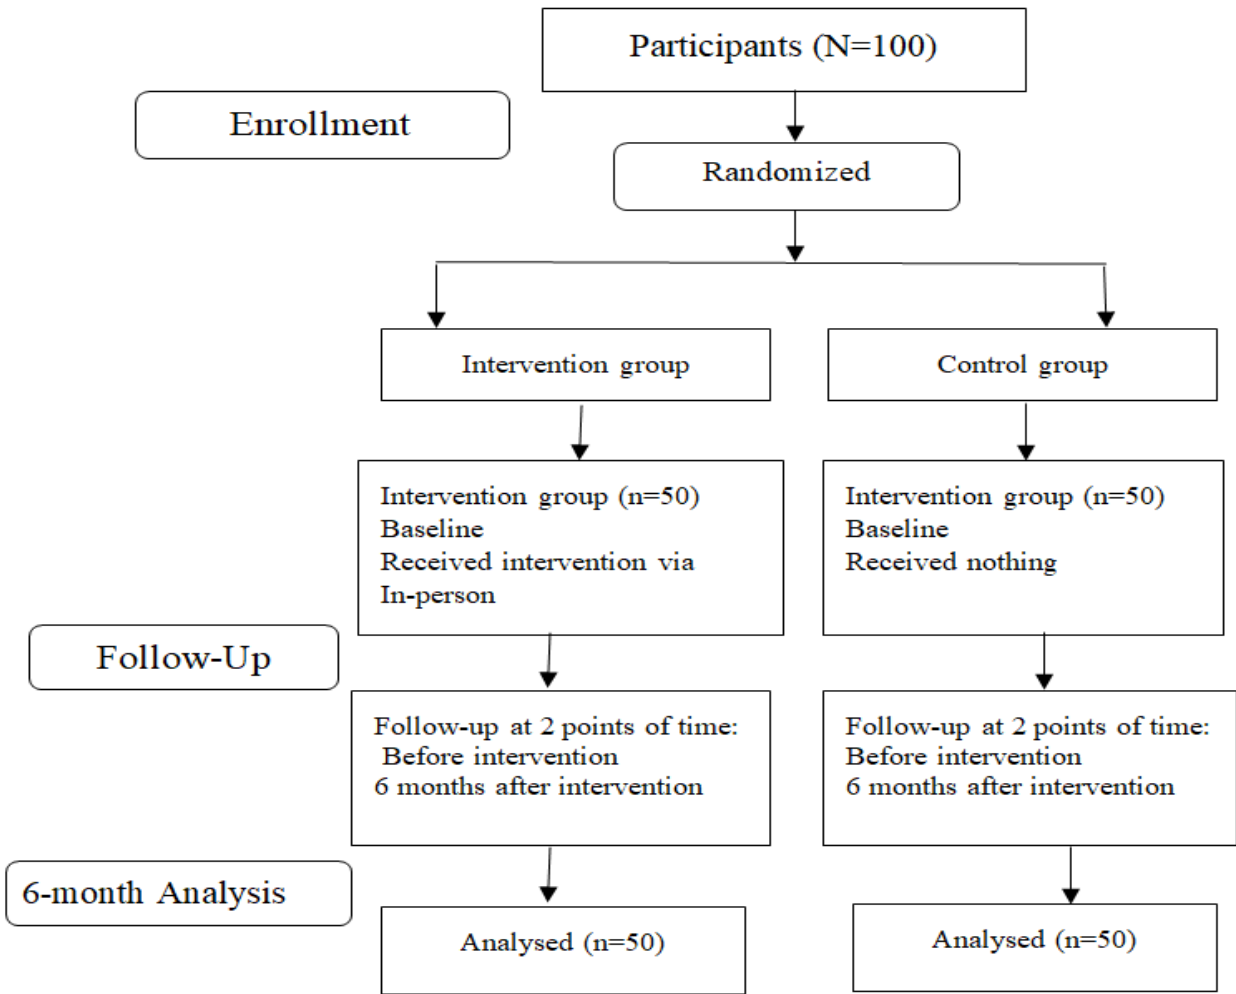 Participants (N=100)
Enrollment
Randomized
Intervention group
Control group
Intervention group (n=50)
Baseline
Received intervention via
In-person
Intervention group (n=50)
Baseline
Received nothing
Follow-Up
Follow-up at 2 points of time:
Before intervention
6 months after intervention
Follow-up at 2 points of time:
Before intervention
6 months after intervention
6-month Analysis
Analysed (n=50)
Analysed (n=50)